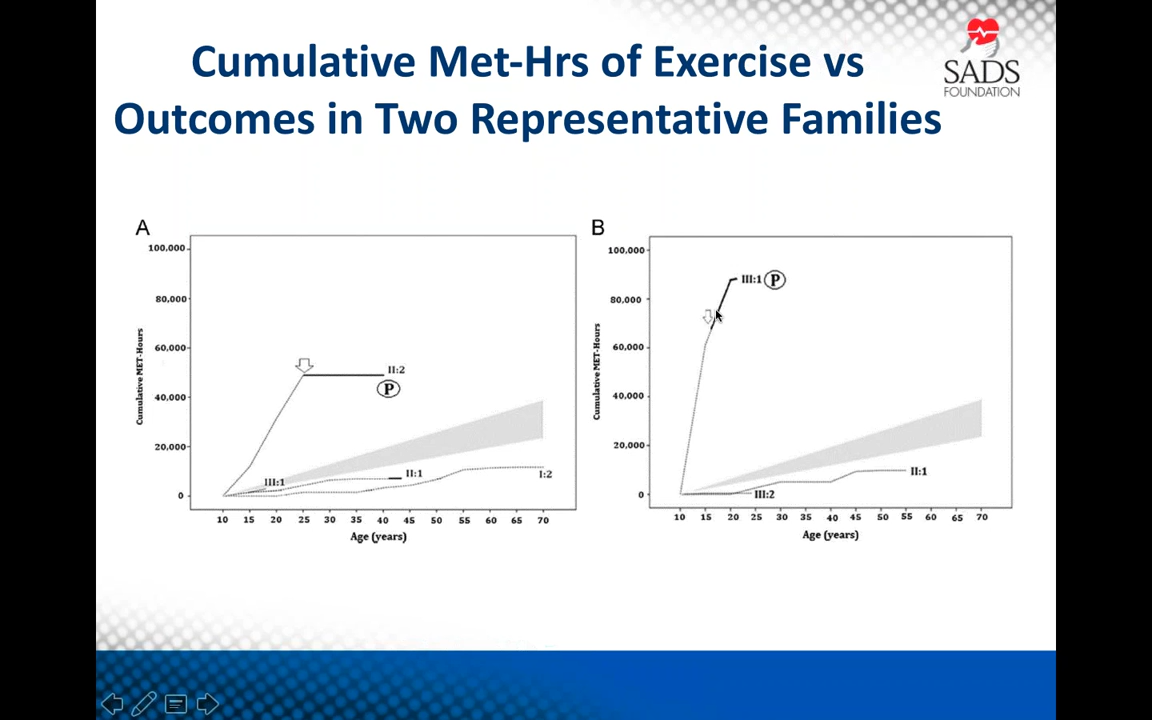 Cumulative Met-Hrs of Exercise vs
Outcomes in Two Representative Families
SADS
FOUNDATION
A
100,000
80,000
60,000
40,000
20,000
0
Cumulative MET-Hours
II:2
P
III:1
II:1
I:2
10 15 20 25 30 35 40 45 50 55 60 65 70
Age (years)
B
100,000
80,000
60,000
40,000
20,000
0
Cumulative MET-Hours
III:1 P
II:1
III:2
10 15 20 25 30 35 40 45 50 55 60 65 70
Age (years)